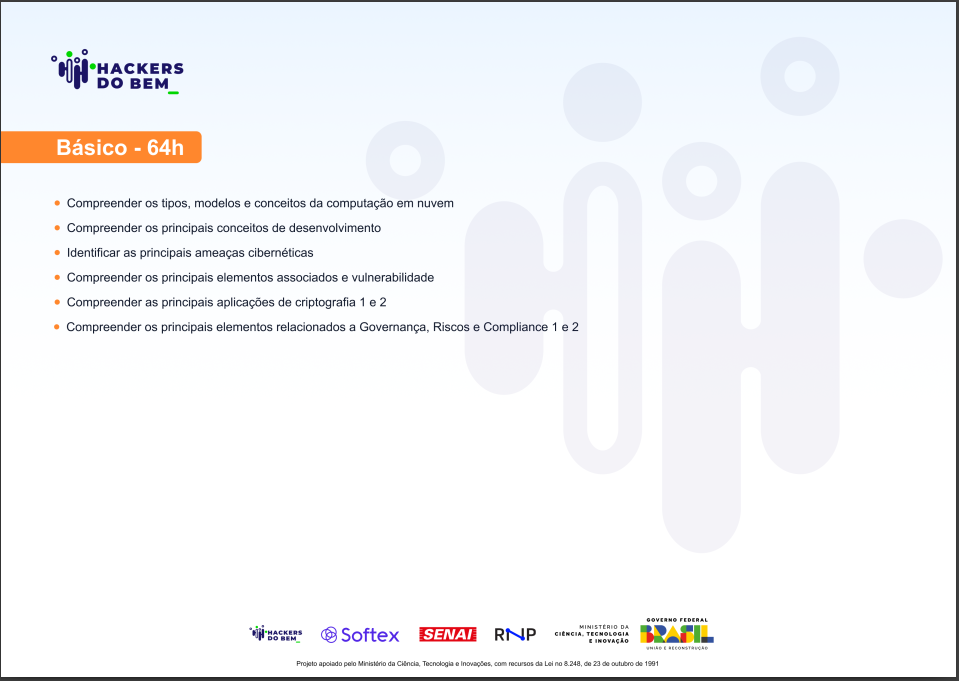 HACKERS
DO BEM_
Básico - 64h
Compreender os tipos, modelos e conceitos da computação em nuvem
Compreender os principais conceitos de desenvolvimento
Identificar as principais ameaças cibernéticas
Compreender os principais elementos associados e vulnerabilidade
Compreender as principais aplicações de criptografia 1 e 2
Compreender os principais elementos relacionados a Governança, Riscos e Compliance 1 e 2
HACKERS
DO BEM_
Softex
SENAI
RNP
MINISTÉRIO DA
CIÊNCIA, TECNOLOGIA
E INOVAÇÃO
GOVERNO FEDERAL
BRASIL
UNIÃO E RECONSTRUÇÃO
Projeto apoiado pelo Ministério da Ciência, Tecnologia e Inovações, com recursos da Lei no 8.248, de 23 de outubro de 1991